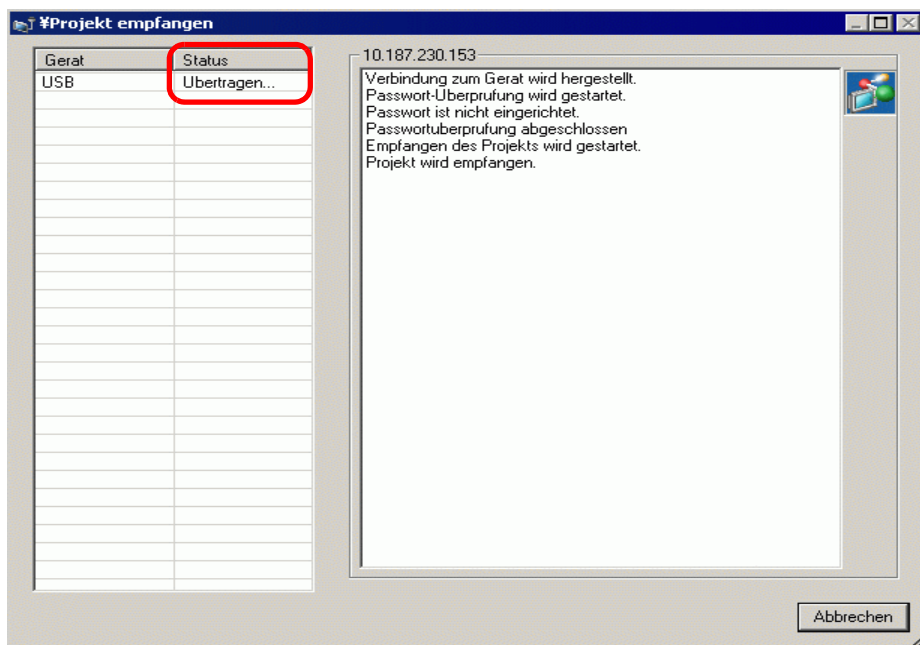 ¥Projekt empfangen
Gerat Status
USB Ubertragen...
10.187.230.153
Verbindung zum Gerat wird hergestellt.
Passwort-Uberprufung wird gestartet.
Passwort ist nicht eingerichtet.
Passwortuberprufung abgeschlossen
Empfangen des Projekts wird gestartet.
Projekt wird empfangen.
Abbrechen